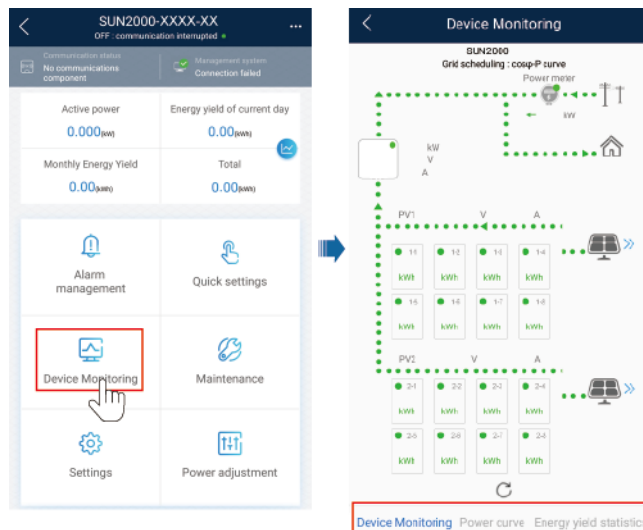 SUN2000-XXXX-XX
OFF : communication interrupted
Communication status
No communications
component
Management system
Connection failed
Active power
0.000(kW)
Energy yield of current day
0.00(kWh)
Monthly Energy Yield
0.00(kWh)
Total
0.00(kWh)
Alarm
management
Quick settings
Device Monitoring
Maintenance
Settings
Power adjustment
Device Monitoring
SUN2000
Grid scheduling : cosφ-P curve
Power meter
kW
kW
V
A
PV1 V A
1-1 1-2 1-3 1-4
kWh kWh kWh kWh
1-5 1-6 1-7 1-8
kWh kWh kWh kWh
PV2 V A
2-1 2-2 2-3 2-4
kWh kWh kWh kWh
2-5 2-6 2-7 2-8
kWh kWh kWh kWh
Device Monitoring Power curve Energy yield statistics